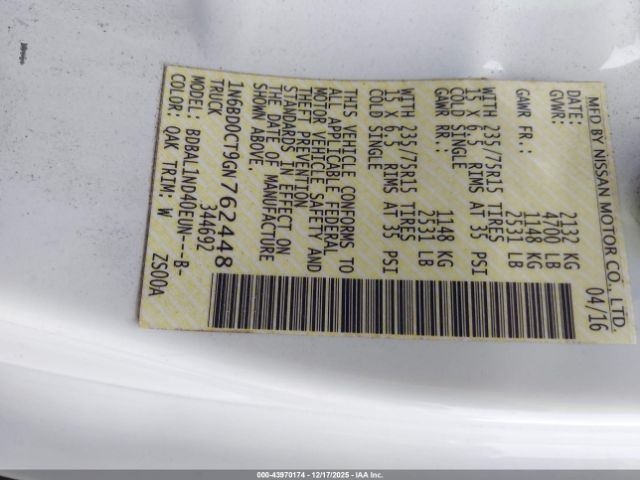 MFD BY NISSAN MOTOR CO., LTD.
DATE: 04/16
GVWR: 2132 KG
4700 LB
GAWR FR.: 1148 KG
2531 LB
WITH 235/75R15 TIRES
15 X 6.5 RIMS AT 35 PSI
COLD SINGLE
GAWR RR.: 1148 KG
2531 LB
WITH 235/75R15 TIRES
15 X 6.5 RIMS AT 35 PSI
COLD SINGLE
THIS VEHICLE CONFORMS TO
ALL APPLICABLE FEDERAL
MOTOR VEHICLE SAFETY AND
THEFT PREVENTION
STANDARDS IN EFFECT ON
THE DATE OF MANUFACTURE
SHOWN ABOVE.
1N6BD0CT9GN762448
TRUCK 344692
MODEL: BDBAL1ND40EUN---B-
COLOR: QAK TRIM: W ZS00A
000-43970174 - 12/17/2025 - IAA Inc.